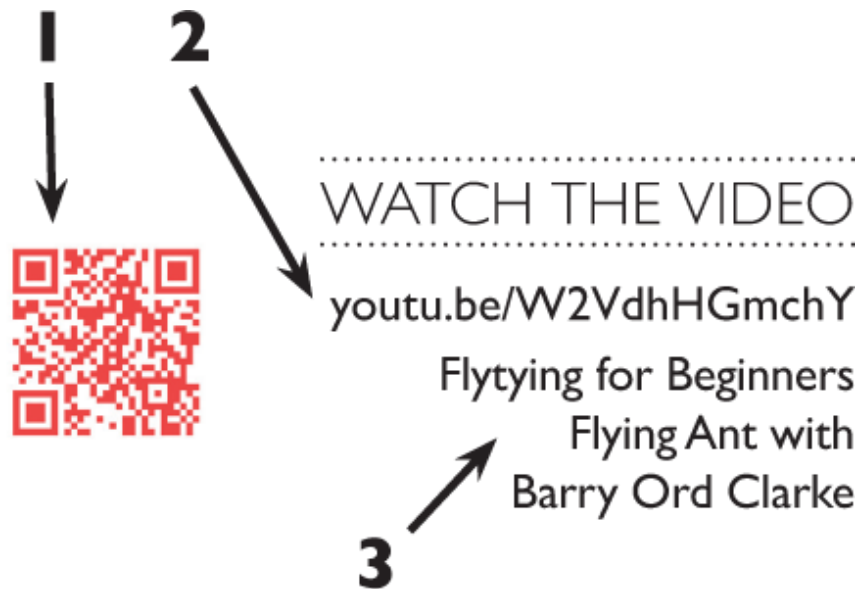 1 2
WATCH THE VIDEO
youtu.be/W2VdhHGmchY
Flytying for Beginners
Flying Ant with
Barry Ord Clarke
3